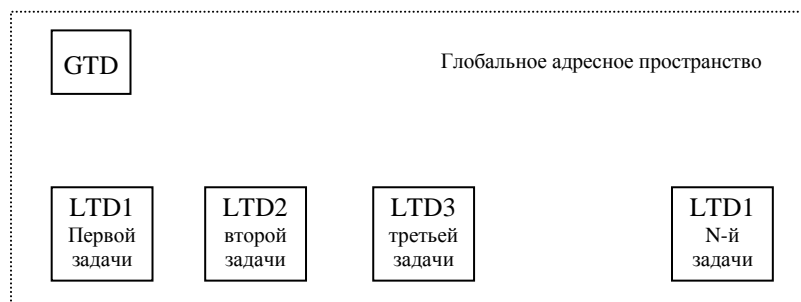 GTD
Глобальное адресное пространство
LTD1
Первой
задачи
LTD2
второй
задачи
LTD3
третьей
задачи
LTD1
N-й
задачи